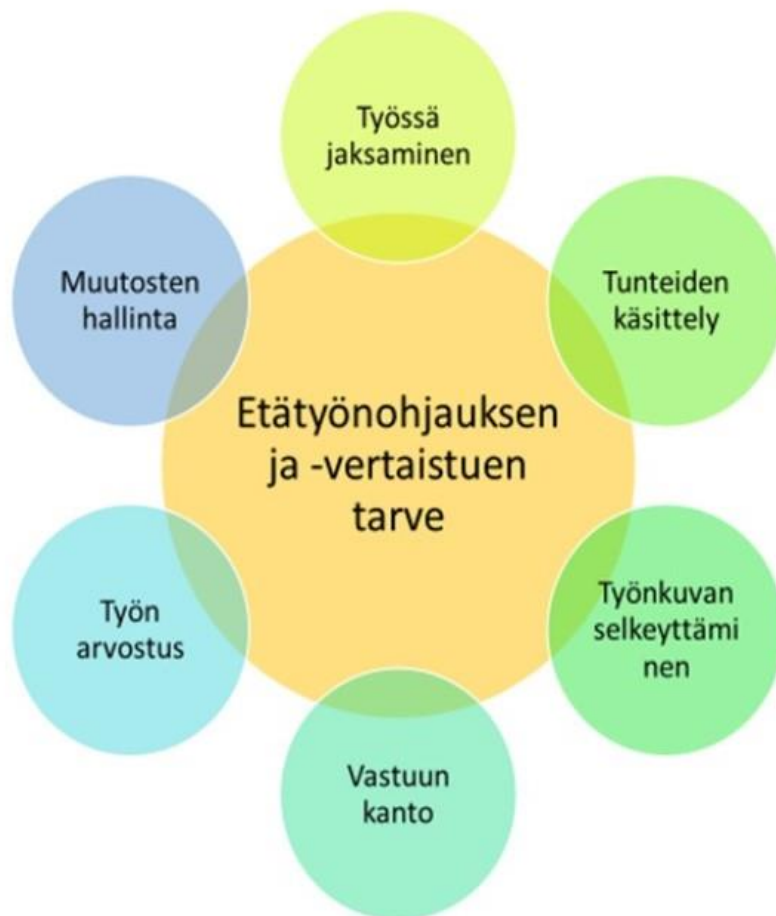 Työssä
jaksaminen
Tunteiden
käsittely
Työnkuvan
selkeyttämi
nen
Vastuun
kanto
Työn
arvostus
Muutosten
hallinta
Etätyönohjauksen
ja -vertaistuen
tarve